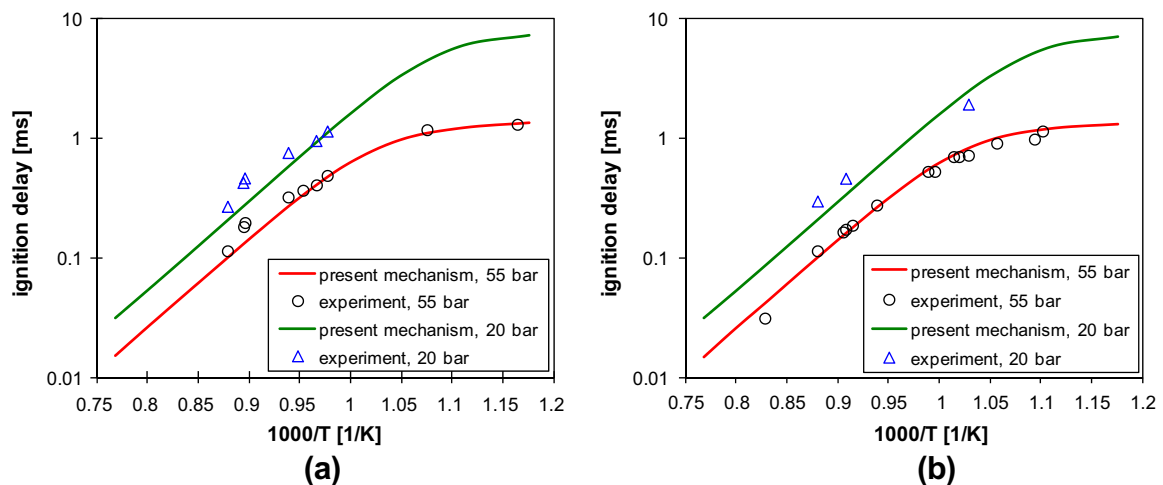 10
1
0.1
0.01
ignition delay [ms]
0.75 0.8 0.85 0.9 0.95 1 1.05 1.1 1.15 1.2
1000/T [1/K]
present mechanism, 55 bar
experiment, 55 bar
present mechanism, 20 bar
experiment, 20 bar
(a)
10
1
0.1
0.01
ignition delay [ms]
0.75 0.8 0.85 0.9 0.95 1 1.05 1.1 1.15 1.2
1000/T [1/K]
present mechanism, 55 bar
experiment, 55 bar
present mechanism, 20 bar
experiment, 20 bar
(b)